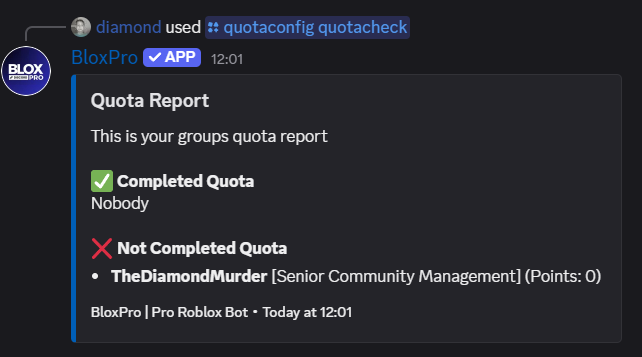 diamond used quotaconfig quotacheck
BloxPro ✓ APP 12:01
BLOX
PRO
Quota Report
This is your groups quota report
✅ Completed Quota
Nobody
❌ Not Completed Quota
• TheDiamondMurder [Senior Community Management] (Points: 0)
BloxPro | Pro Roblox Bot • Today at 12:01